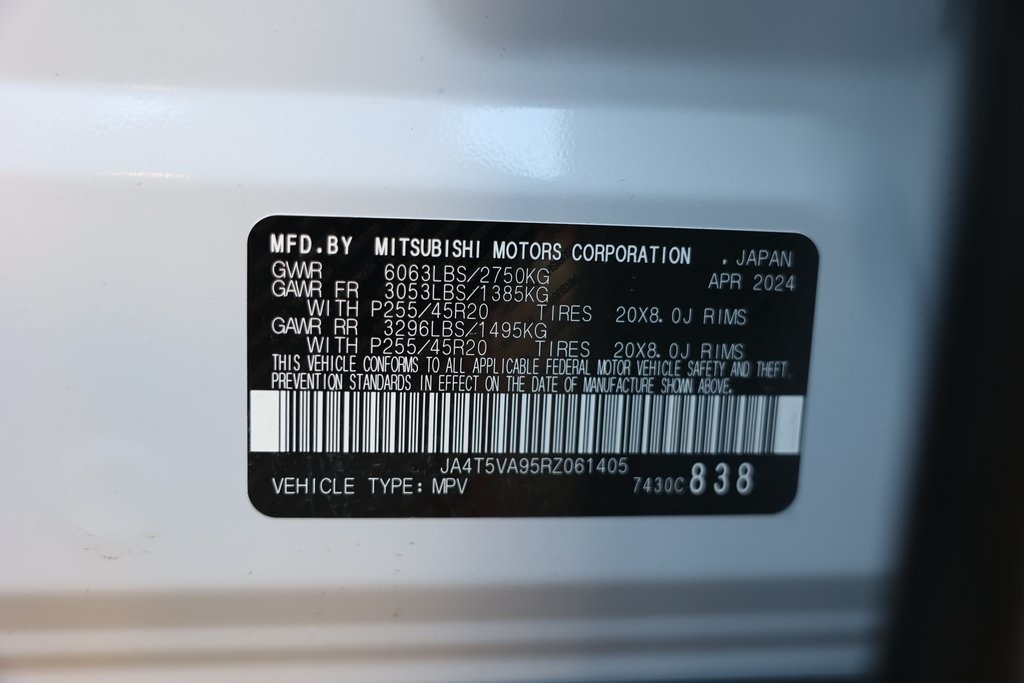 MFD.BY MITSUBISHI MOTORS CORPORATION , JAPAN
GWWR 6063LBS/2750KG APR 2024
GAWR FR 3053LBS/1385KG
WITH P255/45R20 TIRES 20X8.0J RIMS
GAWR RR 3296LBS/1495KG
WITH P255/45R20 TIRES 20X8.0J RIMS
THIS VEHICLE CONFORMS TO ALL APPLICABLE FEDERAL MOTOR VEHICLE SAFETY AND THEFT
PREVENTION STANDARDS IN EFFECT ON THE DATE OF MANUFACTURE SHOWN ABOVE.
JA4T5VA95RZ061405
VEHICLE TYPE: MPV 7430C 838